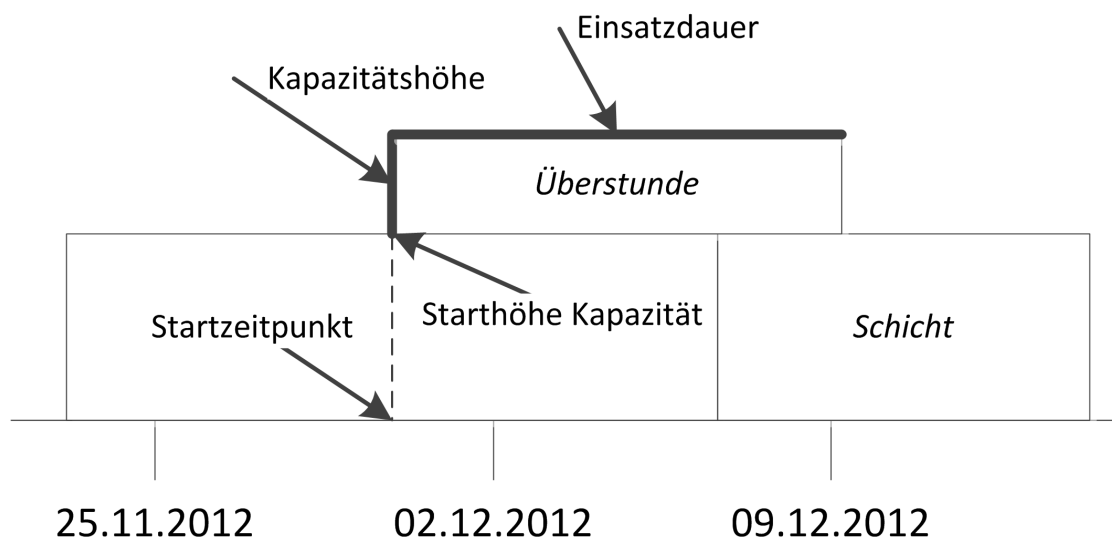 Einsatzdauer
Kapazitätshöhe
Überstunde
Starthöhe Kapazität
Startzeitpunkt
Schicht
25.11.2012
02.12.2012
09.12.2012